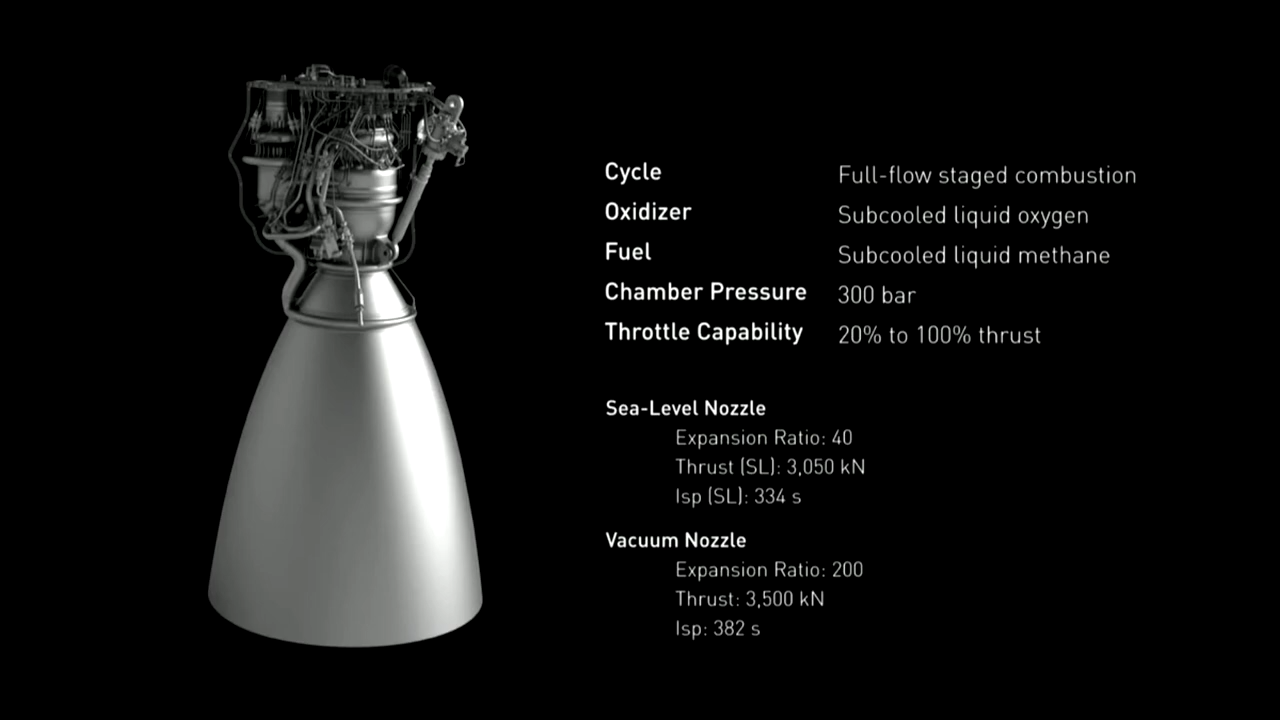 Cycle Full-flow staged combustion
Oxidizer Subcooled liquid oxygen
Fuel Subcooled liquid methane
Chamber Pressure 300 bar
Throttle Capability 20% to 100% thrust
Sea-Level Nozzle
Expansion Ratio: 40
Thrust (SL): 3,050 kN
Isp (SL): 334 s
Vacuum Nozzle
Expansion Ratio: 200
Thrust: 3,500 kN
Isp: 382 s